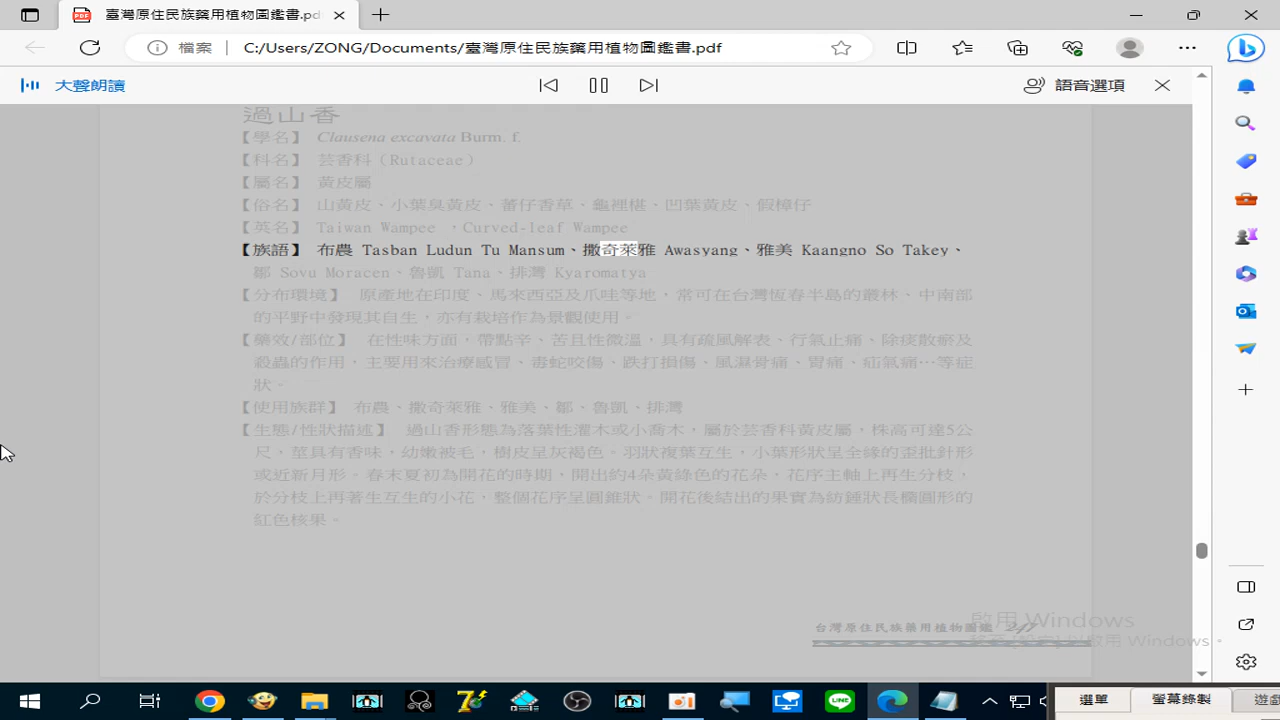 臺灣原住民族藥用植物圖鑑書.pd
檔案 C:/Users/ZONG/Documents/臺灣原住民族藥用植物圖鑑書.pdf
大聲朗讀
語音選項
過山香
【學名】 Clausena excavata Burm. f.
【科名】 芸香科（Rutaceae）
【屬名】 黃皮屬
【俗名】 山黃皮、小葉臭黃皮、蕃仔香草、龜裡椹、凹葉黃皮、假樟仔
【英名】 Taiwan Wampee ，Curved-leaf Wampee
【族語】 布農 Tasban Ludun Tu Mansum、撒奇萊雅 Awasyang、雅美 Kaangno So Takey、
鄒 Sovu Moracen、魯凱 Tana、排灣 Kyaromatya
【分布環境】 原產地在印度、馬來西亞及爪哇等地，常可在台灣恆春半島的叢林、中南部
的平野中發現其自生，亦有栽培作為景觀使用。
【藥效/部位】 在性味方面，帶點辛、苦且性微溫，具有疏風解表、行氣止痛、除痰散瘀及
殺蟲的作用，主要用來治療感冒、毒蛇咬傷、跌打損傷、風濕骨痛、胃痛、疝氣痛…等症
狀。
【使用族群】 布農、撒奇萊雅、雅美、鄒、魯凱、排灣
【生態/性狀描述】 過山香形態為落葉性灌木或小喬木，屬於芸香科黃皮屬，株高可達5公
尺，莖具有香味，幼嫩被毛，樹皮呈灰褐色。羽狀複葉互生，小葉形狀呈全緣的歪批針形
或近新月形。春末夏初為開花的時期，開出約4朵黃綠色的花朵，花序主軸上再生分枝，
於分枝上再著生互生的小花，整個花序呈圓錐狀。開花後結出的果實為紡錘狀長橢圓形的
紅色核果。
台灣原住民族藥用植物圖鑑 247
啟用 Windows
移至 [設定] 以啟用 Windows。
選單
螢幕錄製
遊戲